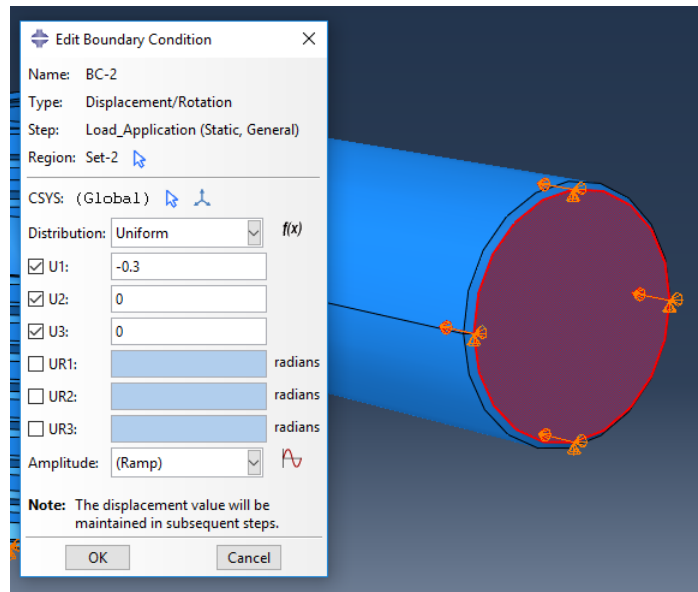 Edit Boundary Condition
Name: BC-2
Type: Displacement/Rotation
Step: Load_Application (Static, General)
Region: Set-2
CSYS: (Global)
Distribution: Uniform f(x)
U1: -0.3
U2: 0
U3: 0
UR1: radians
UR2: radians
UR3: radians
Amplitude: (Ramp)
Note: The displacement value will be
maintained in subsequent steps.
OK Cancel